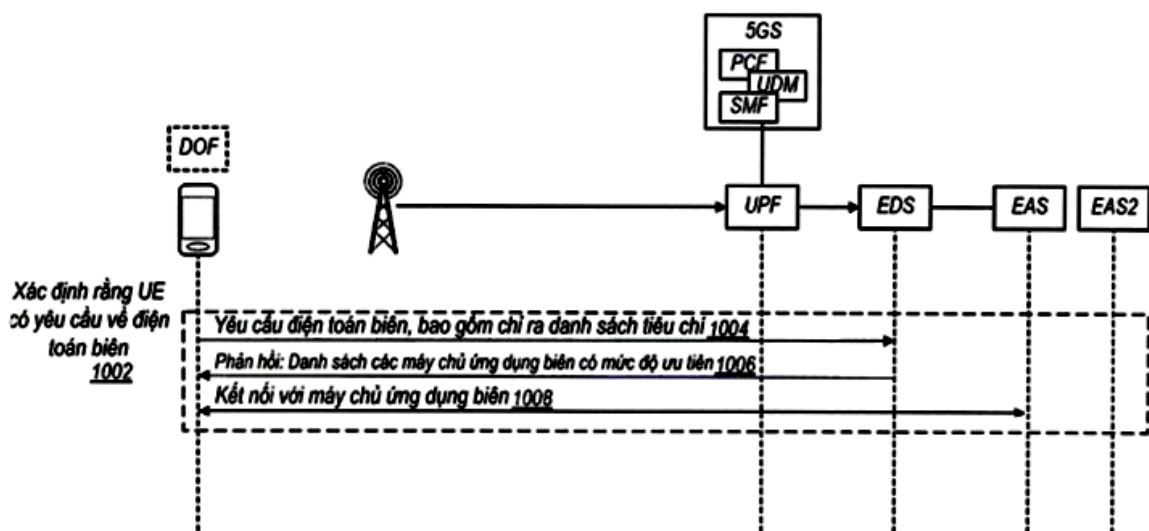 5GS
PCF
UDM
SMF
DOF
UPF
EDS
EAS
EAS2
Xác định rằng UE
có yêu cầu về điện
toán biên
1002
Yêu cầu điện toán biên, bao gồm chỉ ra danh sách tiêu chí 1004
Phản hồi: Danh sách các máy chủ ứng dụng biên có mức độ ưu tiên 1006
Kết nối với máy chủ ứng dụng biên 1008